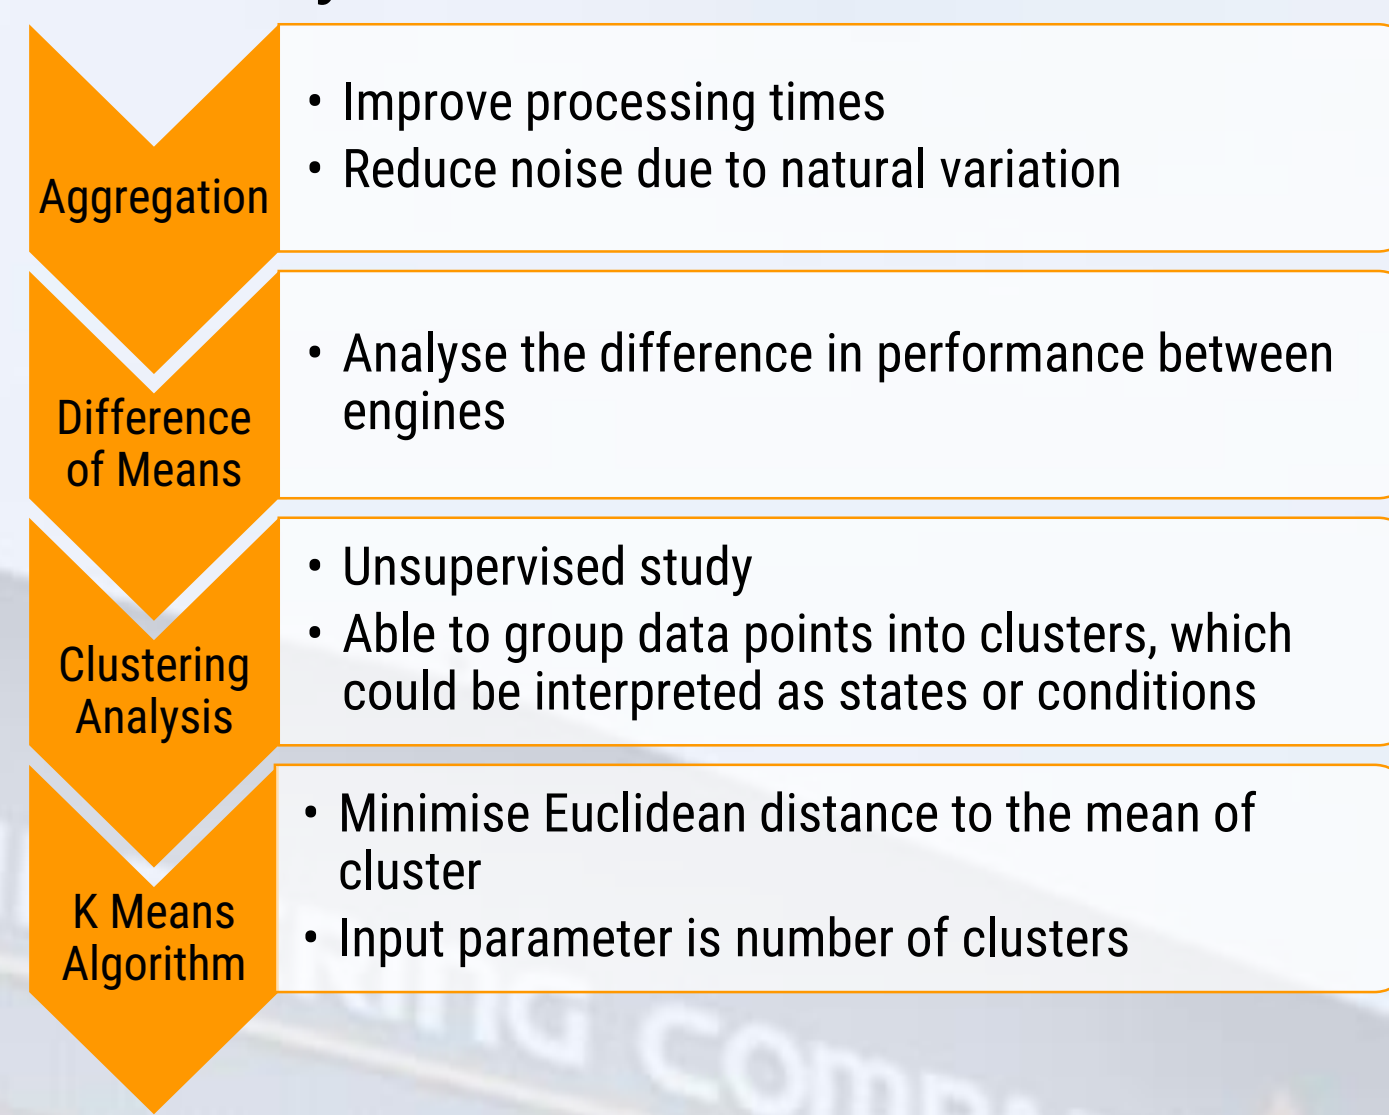 Aggregation
• Improve processing times
• Reduce noise due to natural variation
Difference
of Means
• Analyse the difference in performance between
engines
Clustering
Analysis
• Unsupervised study
• Able to group data points into clusters, which
could be interpreted as states or conditions
K Means
Algorithm
• Minimise Euclidean distance to the mean of
cluster
• Input parameter is number of clusters